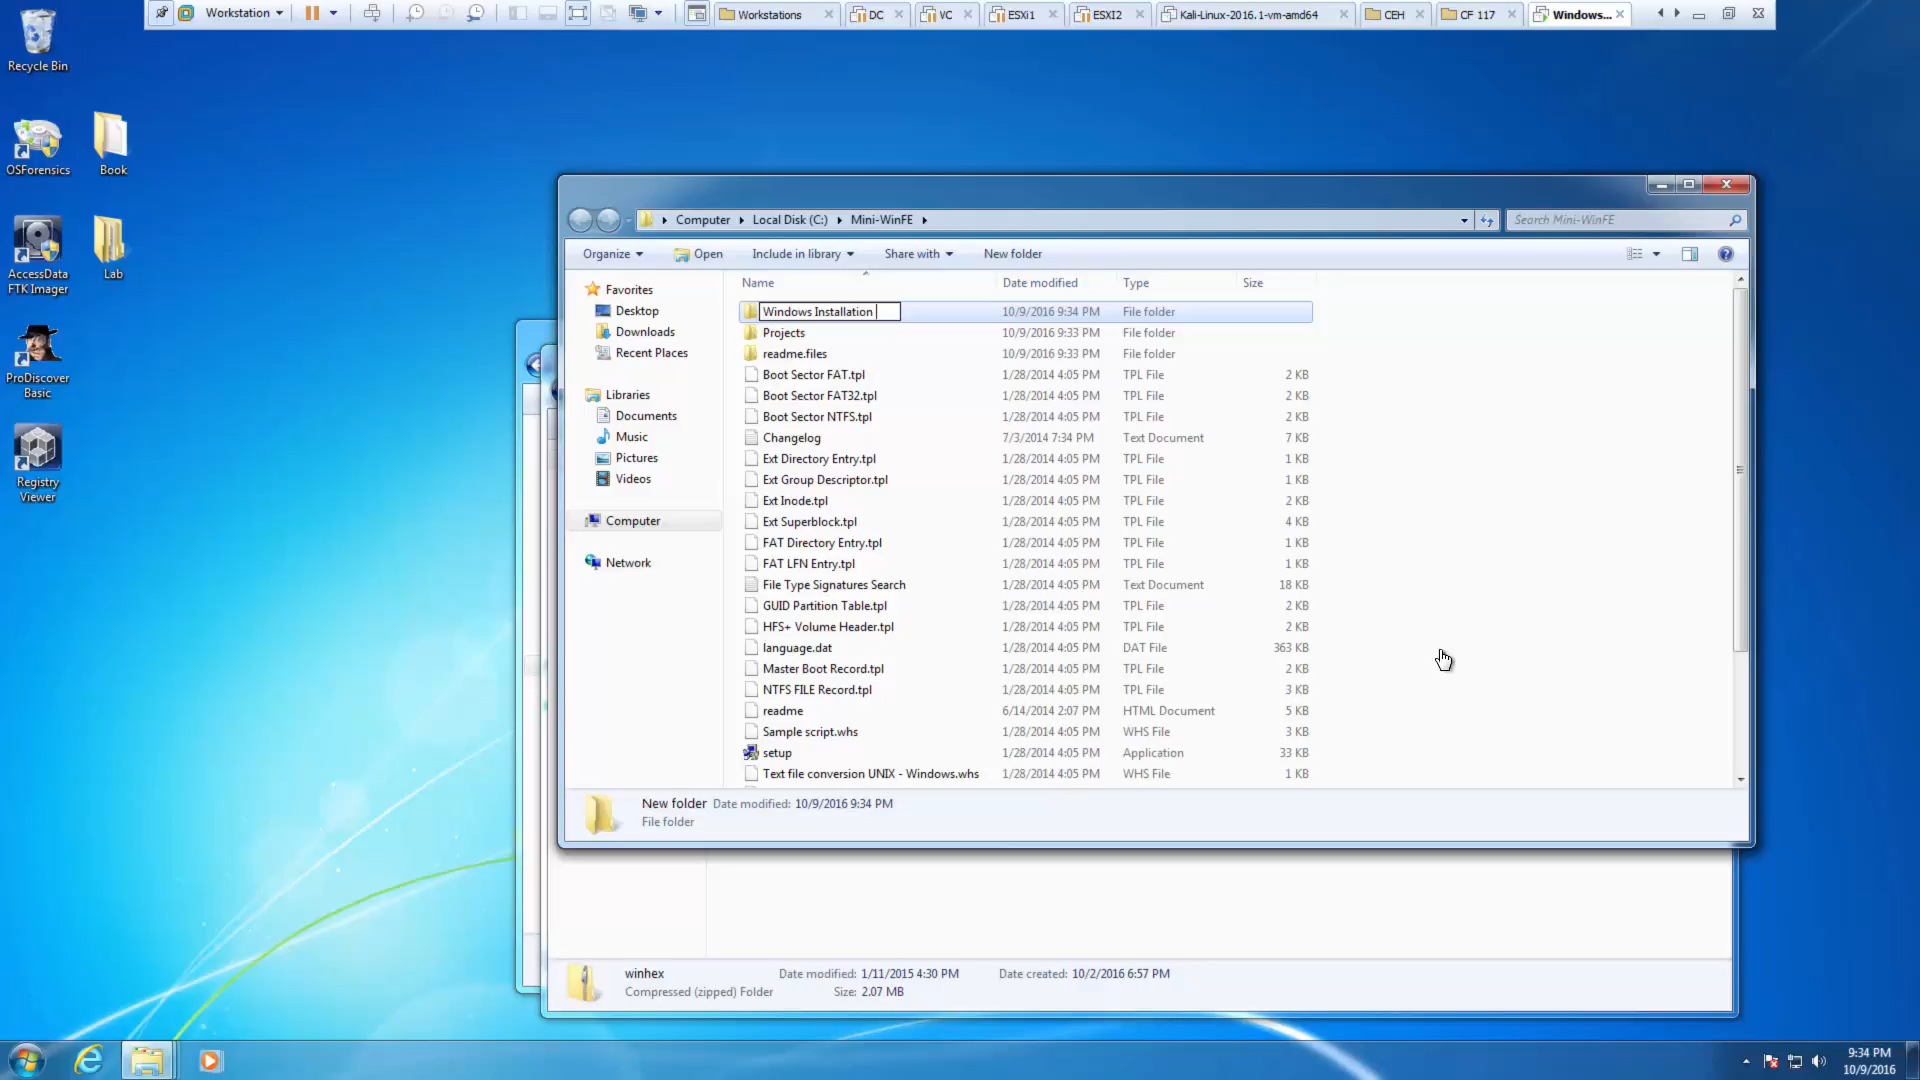 Workstation
Workstations
DC
VC
ESXi1
ESXI2
Kali-Linux-2016.1-vm-amd64
CEH
CF 117
Windows...
Recycle Bin
OSForensics
Book
AccessData
FTK Imager
Lab
ProDiscover
Basic
Registry
Viewer
Computer
Local Disk (C:)
Mini-WinFE
Search Mini-WinFE
Organize
Open
Include in library
Share with
New folder
Favorites
Desktop
Downloads
Recent Places
Libraries
Documents
Music
Pictures
Videos
Computer
Network
Name Date modified Type Size
Windows Installation 10/9/2016 9:34 PM File folder
Projects 10/9/2016 9:33 PM File folder
readme.files 10/9/2016 9:33 PM File folder
Boot Sector FAT.tpl 1/28/2014 4:05 PM TPL File 2 KB
Boot Sector FAT32.tpl 1/28/2014 4:05 PM TPL File 2 KB
Boot Sector NTFS.tpl 1/28/2014 4:05 PM TPL File 2 KB
Changelog 7/3/2014 7:34 PM Text Document 7 KB
Ext Directory Entry.tpl 1/28/2014 4:05 PM TPL File 1 KB
Ext Group Descriptor.tpl 1/28/2014 4:05 PM TPL File 1 KB
Ext Inode.tpl 1/28/2014 4:05 PM TPL File 2 KB
Ext Superblock.tpl 1/28/2014 4:05 PM TPL File 4 KB
FAT Directory Entry.tpl 1/28/2014 4:05 PM TPL File 1 KB
FAT LFN Entry.tpl 1/28/2014 4:05 PM TPL File 1 KB
File Type Signatures Search 1/28/2014 4:05 PM Text Document 18 KB
GUID Partition Table.tpl 1/28/2014 4:05 PM TPL File 2 KB
HFS+ Volume Header.tpl 1/28/2014 4:05 PM TPL File 2 KB
language.dat 1/28/2014 4:05 PM DAT File 363 KB
Master Boot Record.tpl 1/28/2014 4:05 PM TPL File 2 KB
NTFS FILE Record.tpl 1/28/2014 4:05 PM TPL File 3 KB
readme 6/14/2014 2:07 PM HTML Document 5 KB
Sample script.whs 1/28/2014 4:05 PM WHS File 3 KB
setup 1/28/2014 4:05 PM Application 33 KB
Text file conversion UNIX - Windows.whs 1/28/2014 4:05 PM WHS File 1 KB
New folder Date modified: 10/9/2016 9:34 PM
File folder
winhex Date modified: 1/11/2015 4:30 PM Date created: 10/2/2016 6:57 PM
Compressed (zipped) Folder Size: 2.07 MB
9:34 PM
10/9/2016